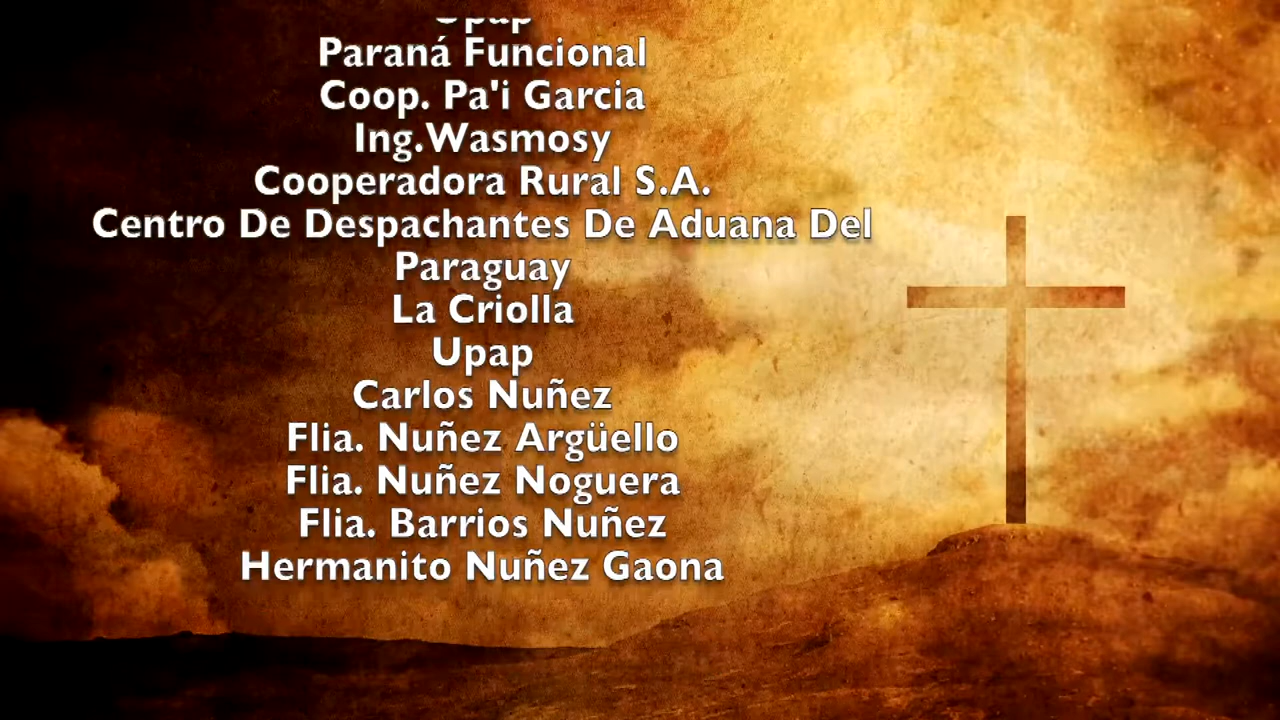 Paraná Funcional
Coop. Pa'i Garcia
Ing.Wasmosy
Cooperadora Rural S.A.
Centro De Despachantes De Aduana Del
Paraguay
La Criolla
Upap
Carlos Nuñez
Flia. Nuñez Argüello
Flia. Nuñez Noguera
Flia. Barrios Nuñez
Hermanito Nuñez Gaona